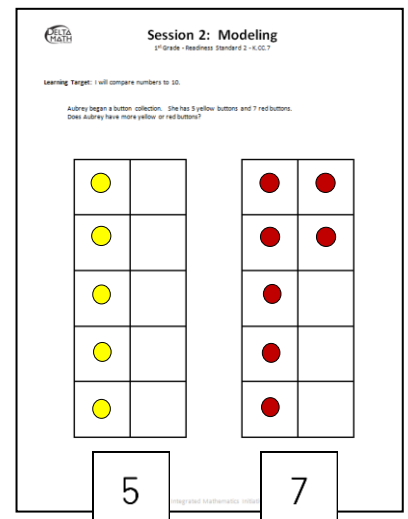 DELTA
MATH
Session 2: Modeling
1st Grade - Readiness Standard 2 - K.CC.7
Learning Target: I will compare numbers to 10.
Aubrey began a button collection. She has 5 yellow buttons and 7 red buttons.
Does Aubrey have more yellow or red buttons?
5
Integrated Mathematics
7